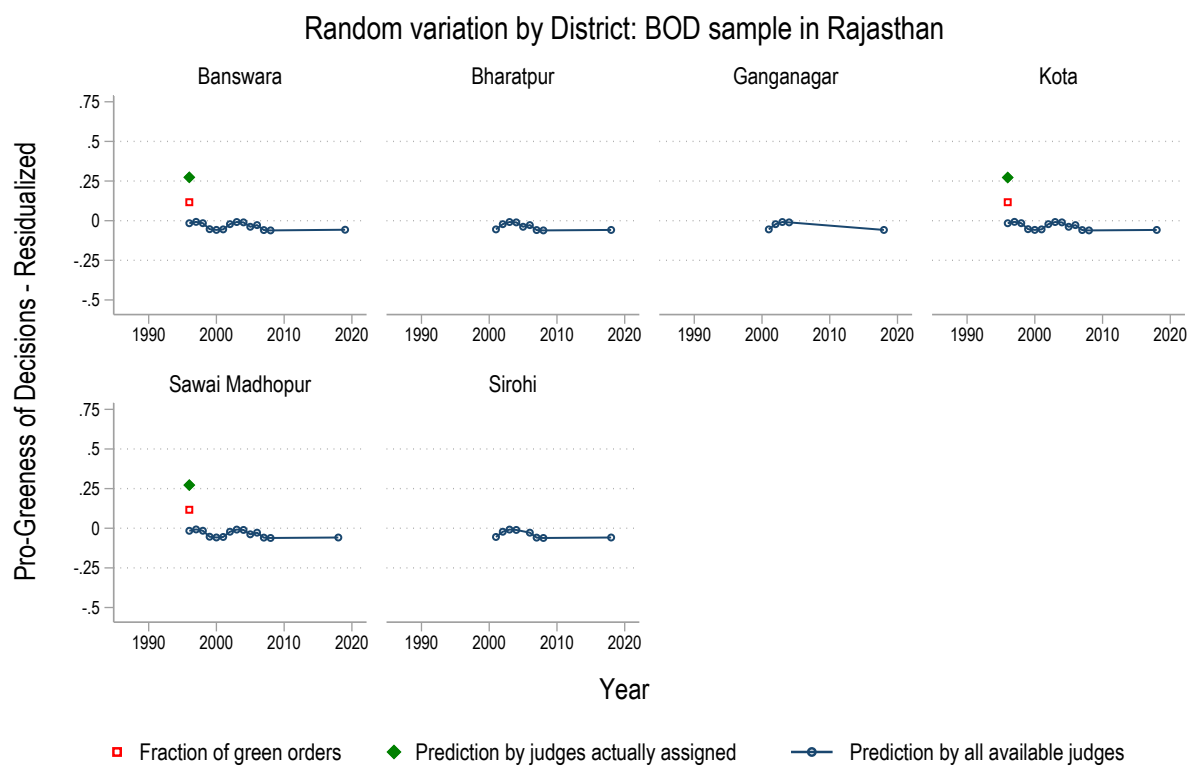 Random variation by District: BOD sample in Rajasthan
Pro-Greeness of Decisions - Residualized
Banswara Bharatpur Ganganagar Kota
.75
.5
.25
0
-.25
-.5
1990 2000 2010 2020 1990 2000 2010 2020 1990 2000 2010 2020 1990 2000 2010 2020
Sawai Madhopur Sirohi
.75
.5
.25
0
-.25
-.5
1990 2000 2010 2020 1990 2000 2010 2020
Year
Fraction of green orders Prediction by judges actually assigned Prediction by all available judges